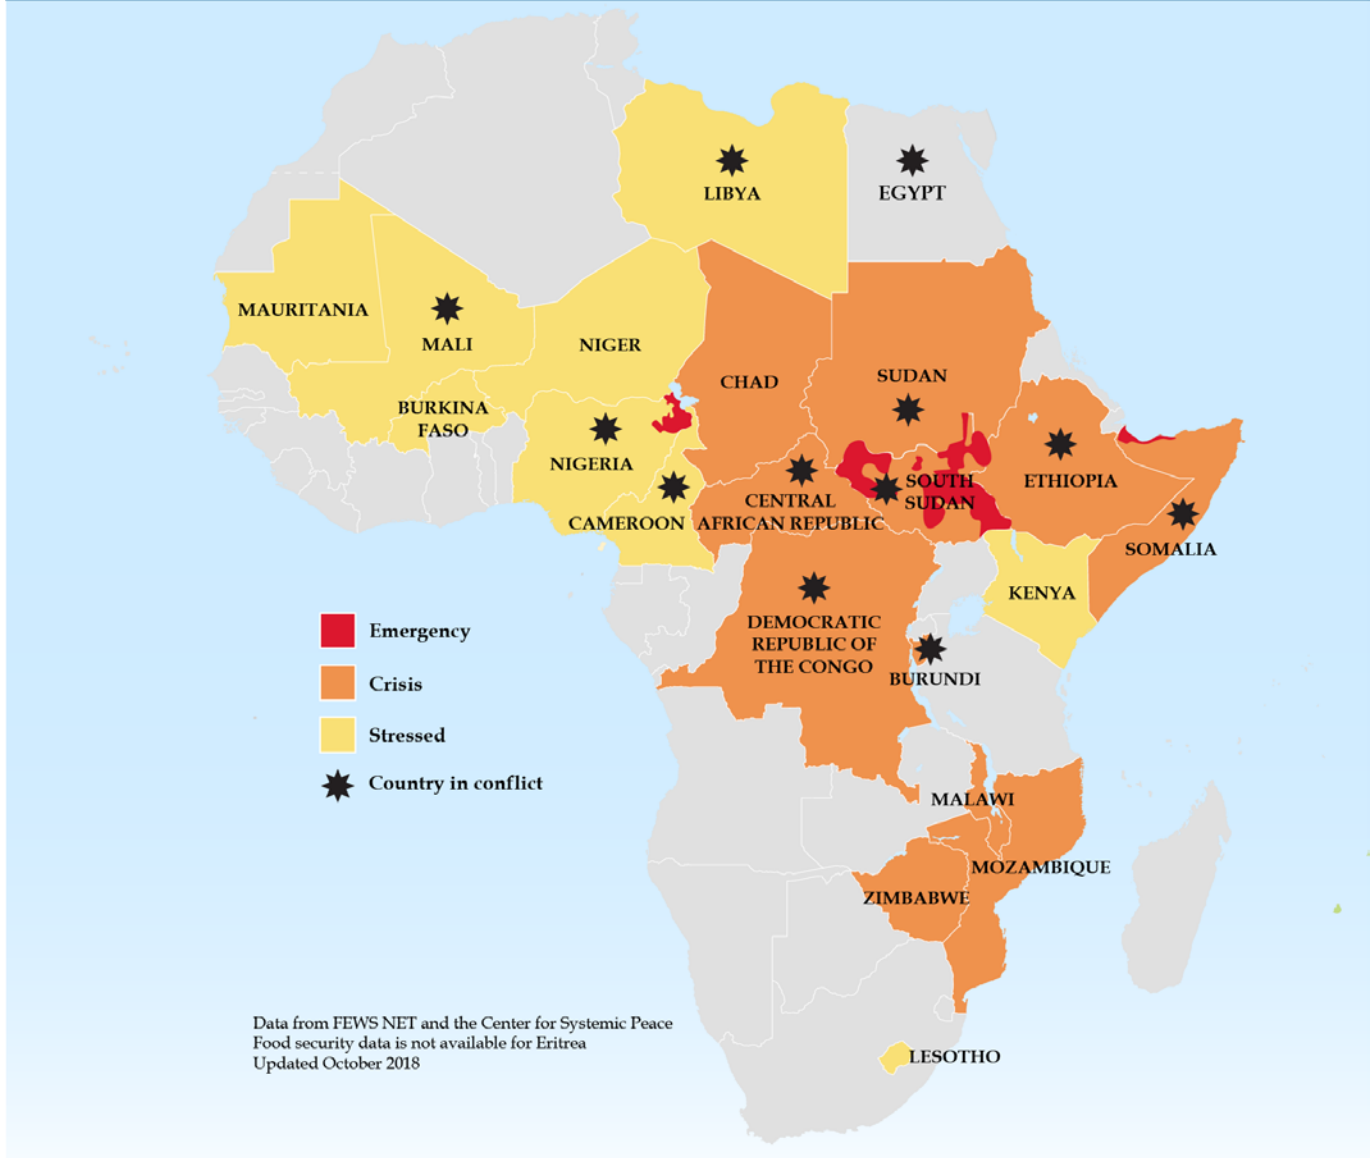 LIBYA
EGYPT
MAURITANIA
MALI
NIGER
CHAD
SUDAN
BURKINA
FASO
NIGERIA
CAMEROON
CENTRAL
AFRICAN REPUBLIC
SOUTH
SUDAN
ETHIOPIA
SOMALIA
KENYA
DEMOCRATIC
REPUBLIC OF
THE CONGO
BURUNDI
Emergency
Crisis
Stressed
Country in conflict
MALAWI
MOZAMBIQUE
ZIMBABWE
LESOTHO
Data from FEWS NET and the Center for Systemic Peace
Food security data is not available for Eritrea
Updated October 2018